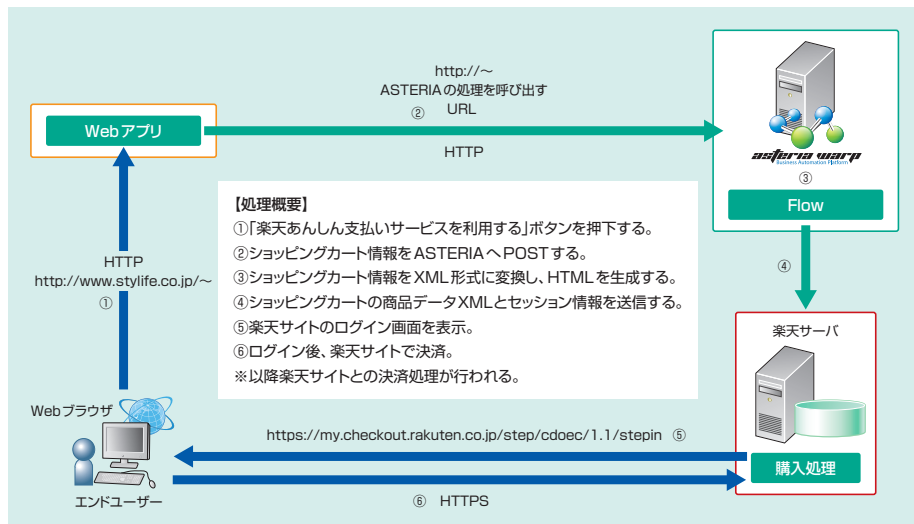 http://～
ASTERIAの処理を呼び出す
② URL
Webアプリ
HTTP
asteria warp
Business Automation Platform
③
Flow
【処理概要】
①「楽天あんしん支払いサービスを利用する」ボタンを押下する。
②ショッピングカート情報をASTERIAへPOSTする。
③ショッピングカート情報をXML形式に変換し、HTMLを生成する。
④ショッピングカートの商品データXMLとセッション情報を送信する。
⑤楽天サイトのログイン画面を表示。
⑥ログイン後、楽天サイトで決済。
※以降楽天サイトとの決済処理が行われる。
HTTP
http://www.stylife.co.jp/～
①
④
楽天サーバ
Webブラウザ
https://my.checkout.rakuten.co.jp/step/cdoec/1.1/stepin ⑤
購入処理
エンドユーザー
⑥ HTTPS